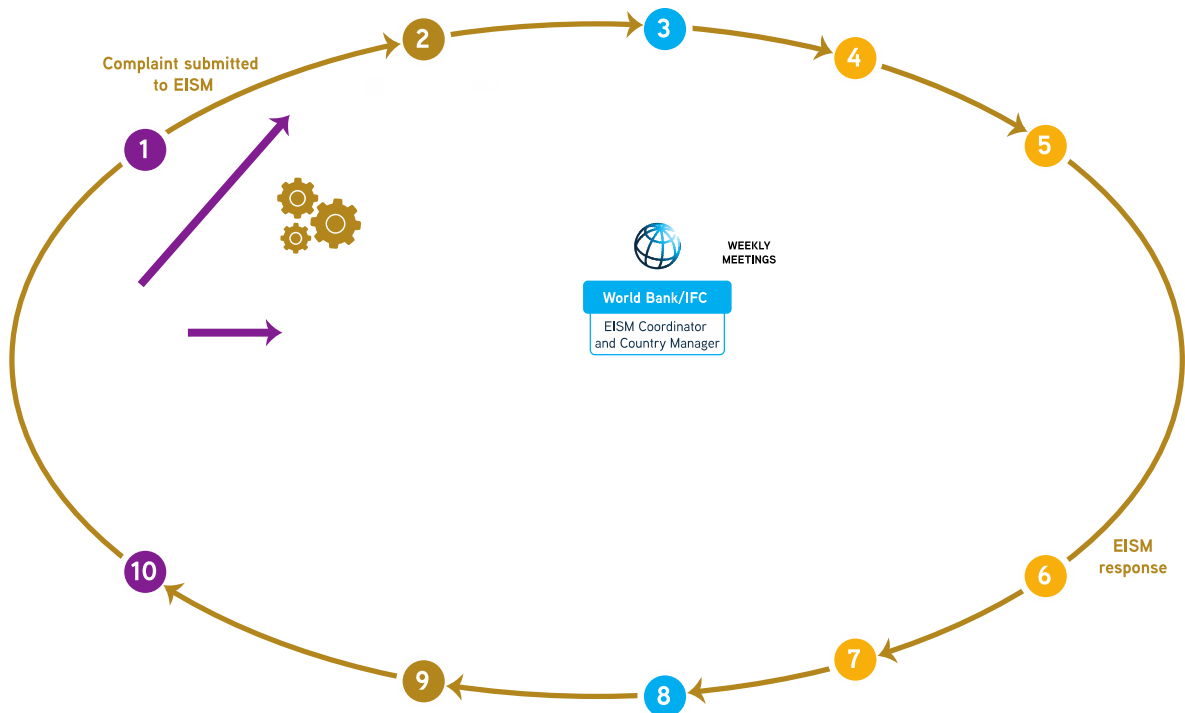 2
3
Complaint submitted
to EISM
4
1
5
WEEKLY
MEETINGS
World Bank/IFC
EISM Coordinator
and Country Manager
EISM
response
10
6
7
9
8